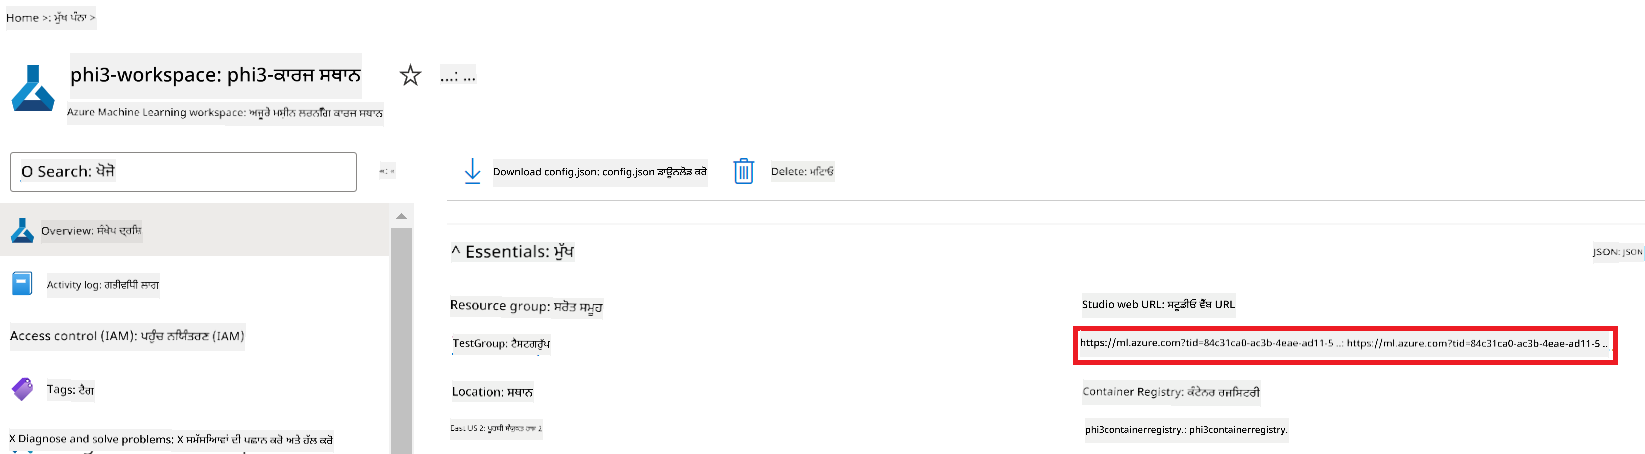 Home >: ਮੁੱਖ ਪੰਨਾ >
phi3-workspace: phi3-ਕਾਰਜ ਸਥਾਨ
...: ...
Azure Machine Learning workspace: ਅਜ਼ੂਰੇ ਮਸ਼ੀਨ ਲਰਨਿੰਗ ਕਾਰਜ ਸਥਾਨ
O Search: ਖੋਜੋ
«: «
Download config.json: config.json ਡਾਊਨਲੋਡ ਕਰੋ
Delete: ਮਿਟਾਓ
Overview: ਸੰਖੇਪ ਦ੍ਰਸ਼ਿ
^ Essentials: ਮੁੱਖ
JSON: JSON
Activity log: ਗਤੀਵਿਧੀ ਲਾਗ
Resource group: ਸਰੋਤ ਸਮੂਹ
Studio web URL: ਸਟੂਡੀਓ ਵੈੱਬ URL
Access control (IAM): ਪਹੁੰਚ ਨਿਯੰਤਰਣ (IAM)
TestGroup: ਟੈਸਟਗਰੁੱਪ
https://ml.azure.com?tid=84c31ca0-ac3b-4eae-ad11-5 ..: https://ml.azure.com?tid=84c31ca0-ac3b-4eae-ad11-5 ..
Tags: ਟੈਗ
Location: ਸਥਾਨ
Container Registry: ਕੰਟੇਨਰ ਰਜਿਸਟਰੀ
East US 2: ਪੂਰਬੀ
phi3containerregistry.: phi3containerregistry.
X Diagnose and solve problems: X ਸਮੱਸਿਆਵਾਂ ਦੀ ਪਛਾਨ ਕਰੋ ਅਤੇ ਹੱਲ ਕਰੋ